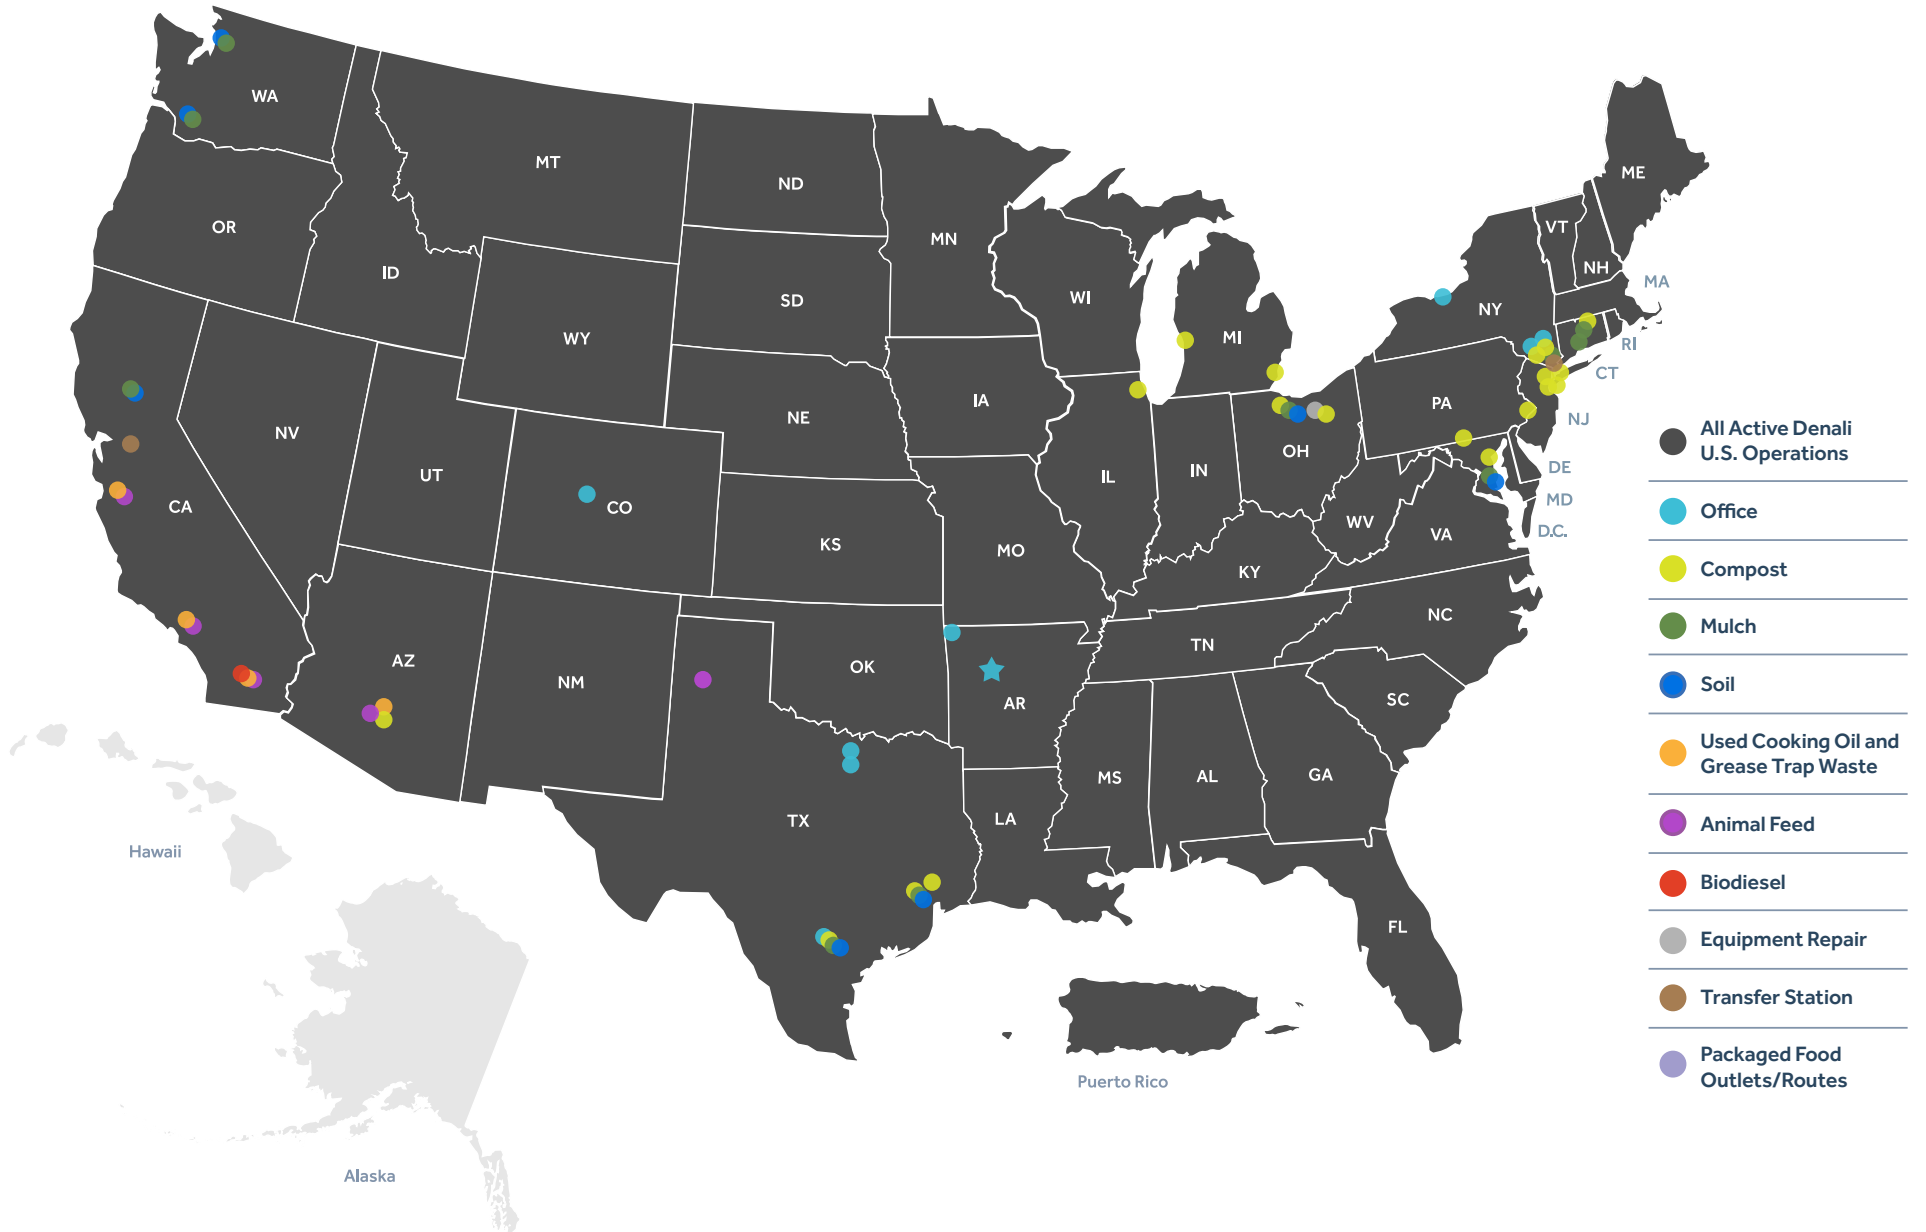 WA
MT
ND
MN
OR
ID
SD
WI
MI
NY
VT
NH
ME
MA
WY
IA
NE
PA
RI
CT
NJ
NV
UT
CO
IL
IN
OH
DE
MD
D.C.
CA
KS
MO
WV
VA
KY
AZ
NM
OK
AR
TN
NC
SC
TX
LA
MS
AL
GA
FL
Hawaii
Alaska
Puerto Rico
All Active Denali
U.S. Operations
Office
Compost
Mulch
Soil
Used Cooking Oil and
Grease Trap Waste
Animal Feed
Biodiesel
Equipment Repair
Transfer Station
Packaged Food
Outlets/Routes